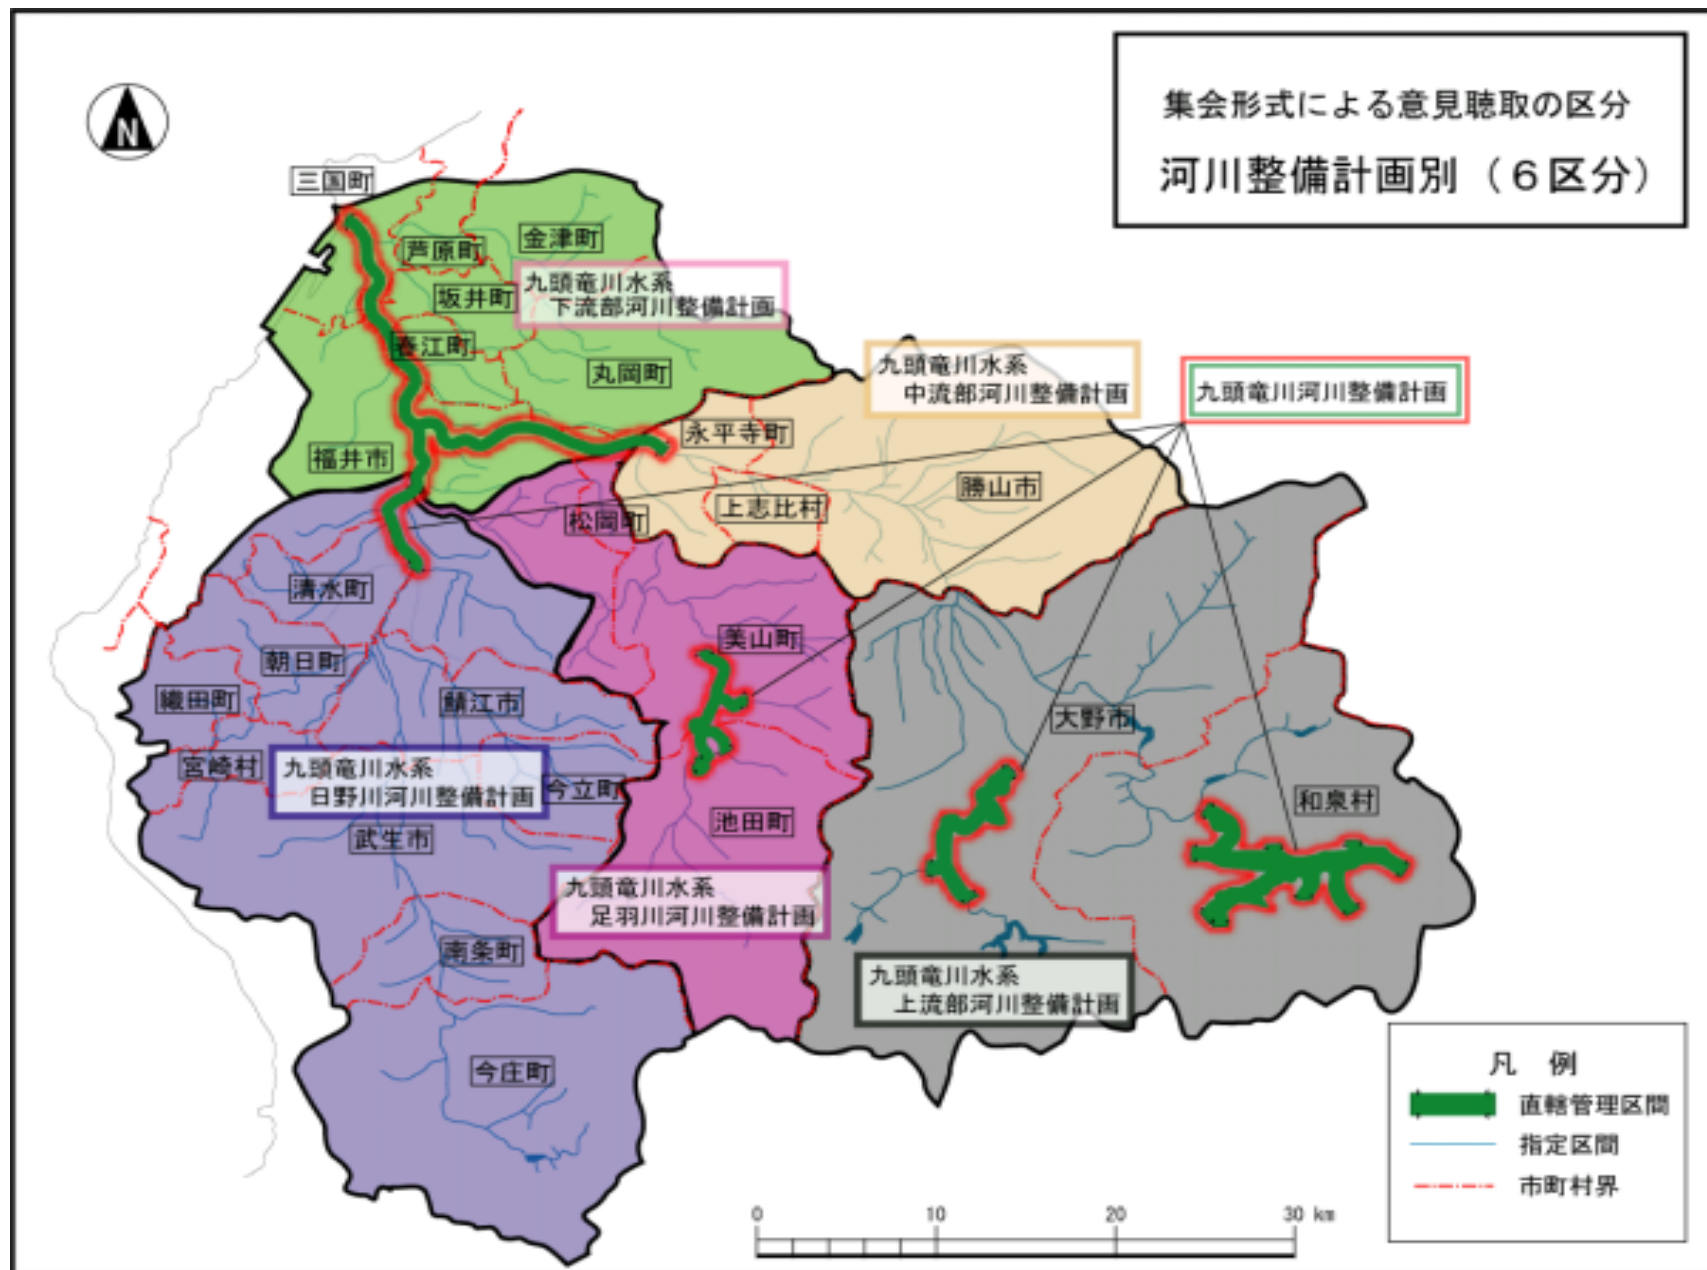 集会形式による意見聴取の区分
河川整備計画別（６区分）
N
三国町
芦原町
金津町
坂井町
九頭竜川水系
下流部河川整備計画
春江町
丸岡町
九頭竜川水系
中流部河川整備計画
九頭竜川河川整備計画
永平寺町
福井市
勝山市
上志比村
松岡町
清水町
美山町
朝日町
織田町
鯖江市
大野市
宮崎村
九頭竜川水系
日野川河川整備計画
今立町
和泉村
池田町
武生市
九頭竜川水系
足羽川河川整備計画
南条町
九頭竜川水系
上流部河川整備計画
今庄町
凡 例
直轄管理区間
指定区間
市町村界
0 10 20 30 km